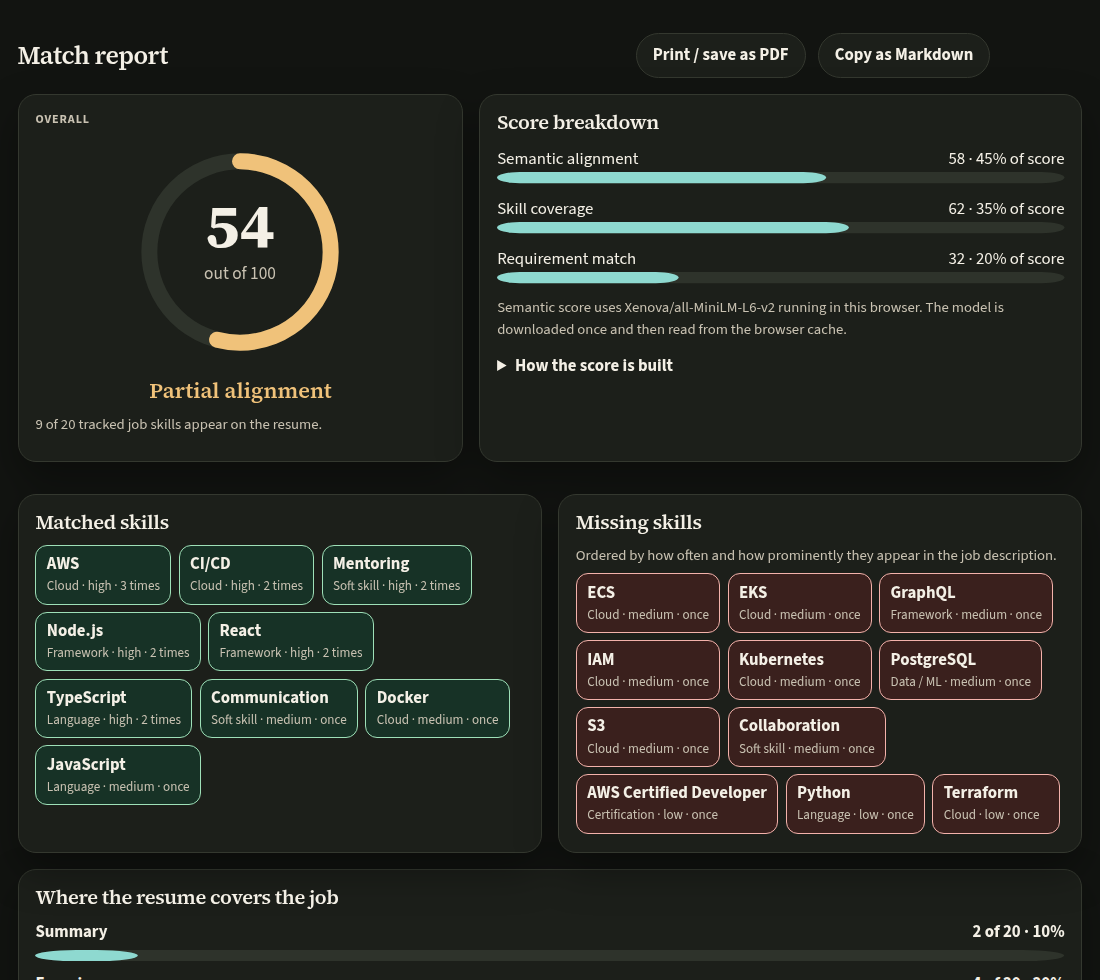 Match report
Print / save as PDF
Copy as Markdown
OVERALL
54
out of 100
Partial alignment
9 of 20 tracked job skills appear on the resume.
Score breakdown
Semantic alignment
58 · 45% of score
Skill coverage
62 · 35% of score
Requirement match
32 · 20% of score
Semantic score uses Xenova/all-MiniLM-L6-v2 running in this browser. The model is
downloaded once and then read from the browser cache.
How the score is built
Matched skills
AWS
Cloud · high · 3 times
CI/CD
Cloud · high · 2 times
Mentoring
Soft skill · high · 2 times
Node.js
Framework · high · 2 times
React
Framework · high · 2 times
TypeScript
Language · high · 2 times
Communication
Soft skill · medium · once
Docker
Cloud · medium · once
JavaScript
Language · medium · once
Missing skills
Ordered by how often and how prominently they appear in the job description.
ECS
Cloud · medium · once
EKS
Cloud · medium · once
GraphQL
Framework · medium · once
IAM
Cloud · medium · once
Kubernetes
Cloud · medium · once
PostgreSQL
Data / ML · medium · once
S3
Cloud · medium · once
Collaboration
Soft skill · medium · once
AWS Certified Developer
Certification · low · once
Python
Language · low · once
Terraform
Cloud · low · once
Where the resume covers the job
Summary
2 of 20 · 10%